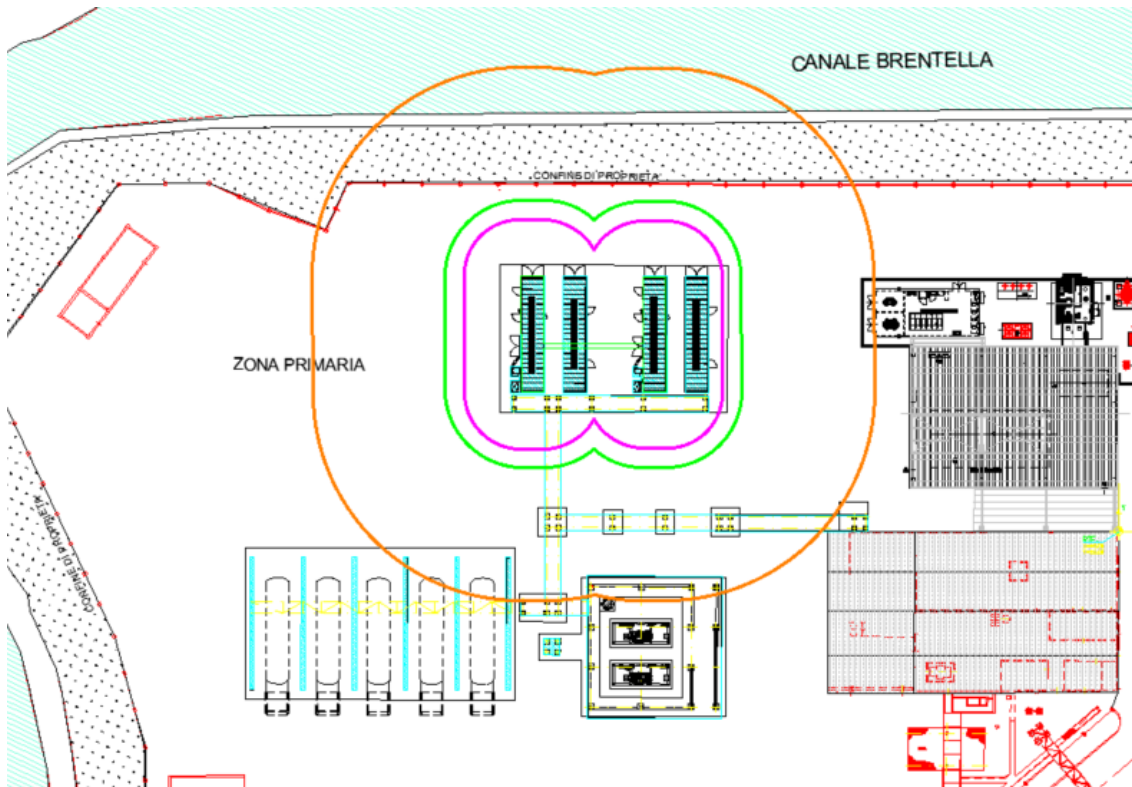 CANALE BRENTELLA
CONFINE DI PROPRIETA'
ZONA PRIMARIA
CONFINE DI PROPRIETA'